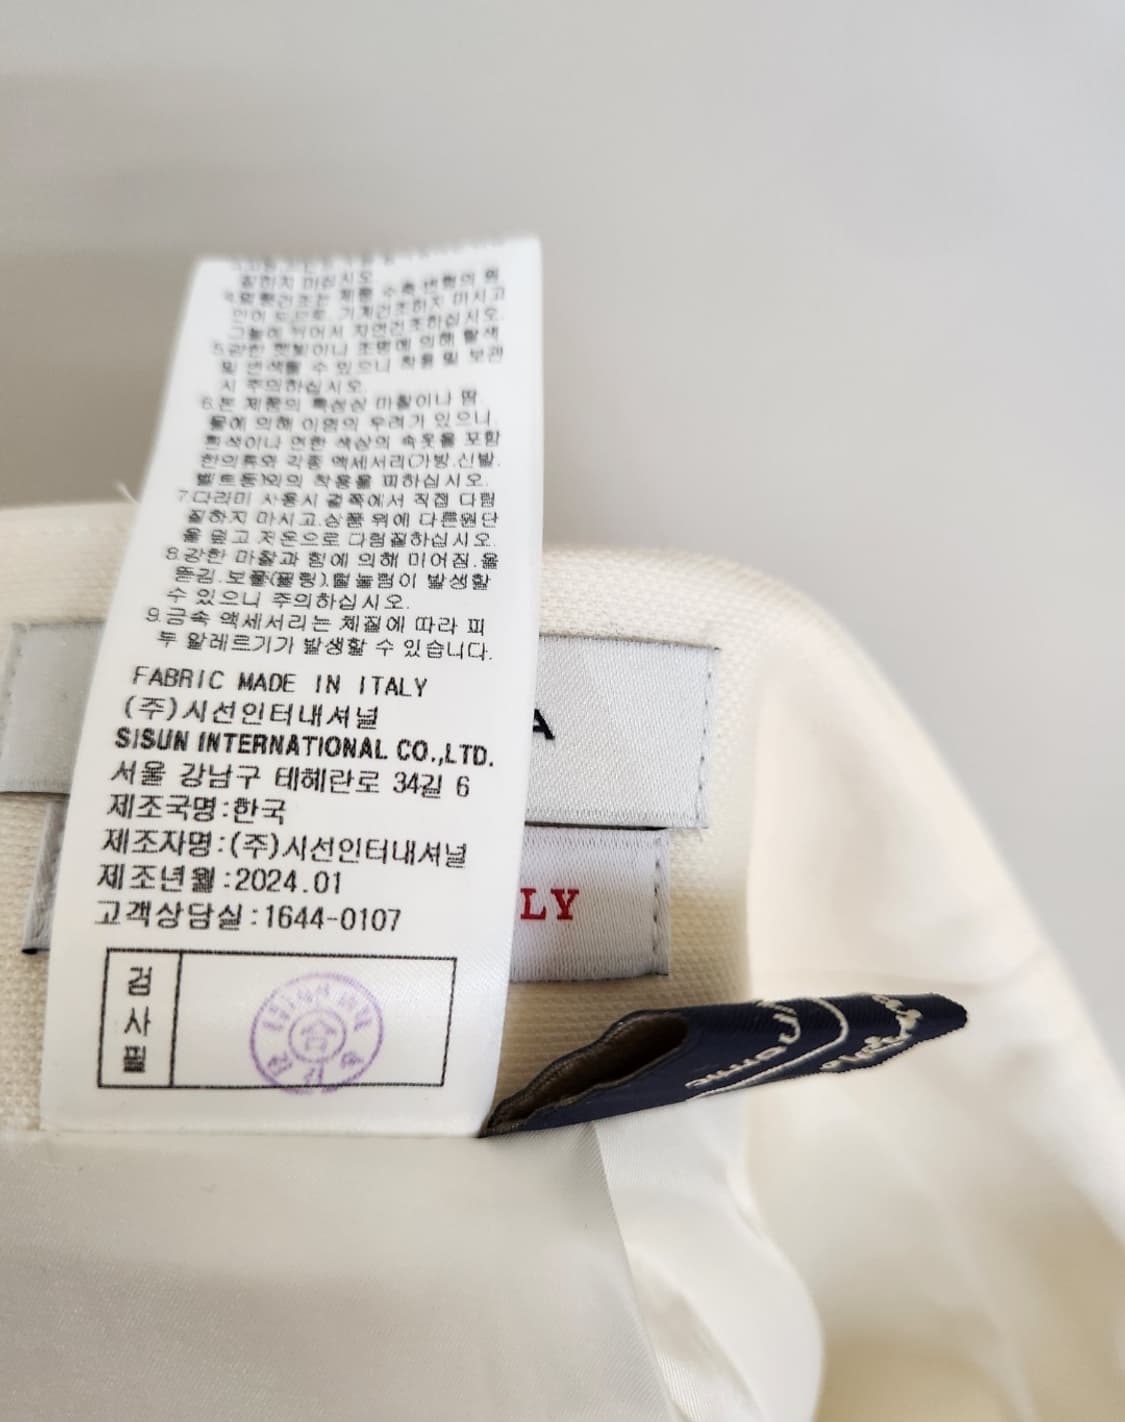 질하지 마십시오
4.열풍건조는 제품 수축,변형의 원
인이 되므로, 기계건조하지 마시고
그늘에 뉘어서 자연건조하십시오.
5.강한 햇빛이나 조명에 의해 탈색
및 변색될 수 있으니 착용 및 보관
시 주의하십시오.
6.본 제품의 특성상 마찰이나 땀,
물에 의해 이염의 우려가 있으니,
흰색이나 연한 색상의 속옷을 포함
한의류와 각종 액세서리(가방,신발,
벨트등)와의 착용을 피하십시오.
7.다리미 사용시 겉쪽에서 직접 다림
질하지 마시고,상품 위에 다른원단
을 덮고 저온으로 다림질하십시오.
8.강한 마찰과 힘에 의해 미어짐,올
뜯김,보풀(필링),털눌림이 발생할
수 있으니 주의하십시오.
9.금속 액세서리는 체질에 따라 피
부 알레르기가 발생할 수 있습니다.
FABRIC MADE IN ITALY
(주)시선인터내셔널
SISUN INTERNATIONAL CO.,LTD.
서울 강남구 테헤란로 34길 6
제조국명:한국
제조자명:(주)시선인터내셔널
제조년월:2024.01
고객상담실:1644-0107
검사필
合
A
LY